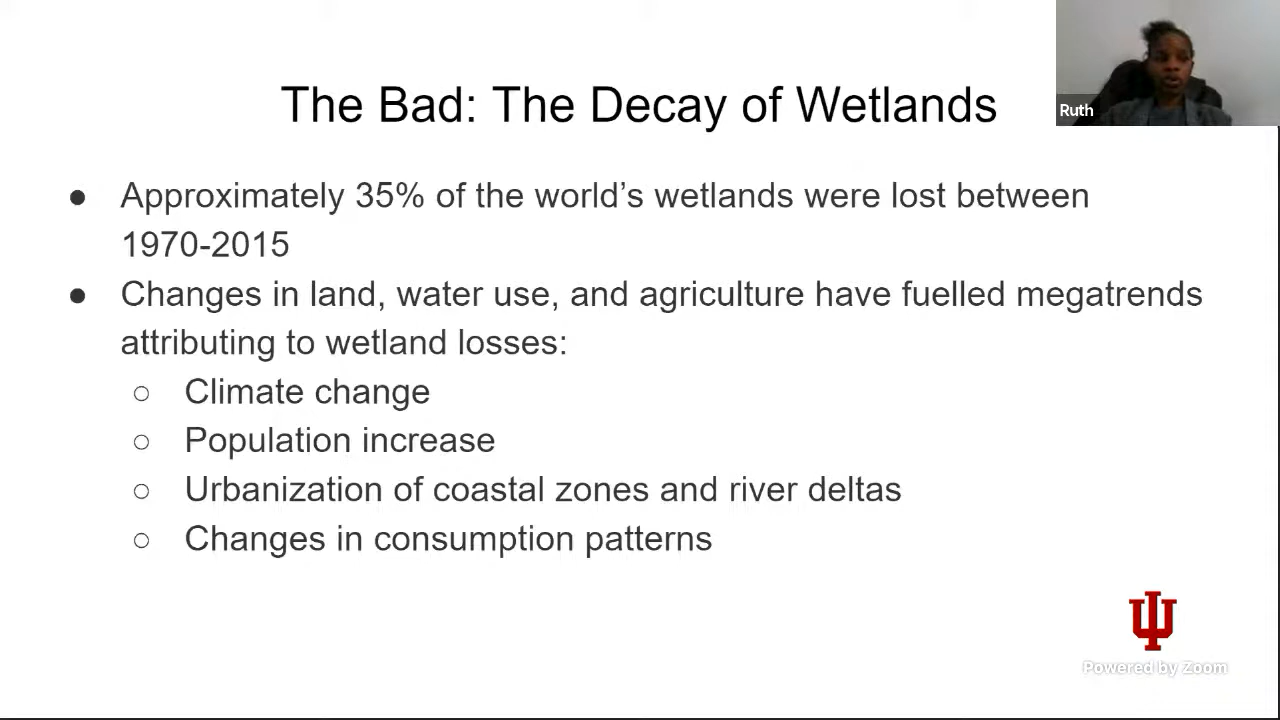 The Bad: The Decay of Wetlands
Ruth
● Approximately 35% of the world’s wetlands were lost between
1970-2015
● Changes in land, water use, and agriculture have fuelled megatrends
attributing to wetland losses:
○ Climate change
○ Population increase
○ Urbanization of coastal zones and river deltas
○ Changes in consumption patterns
Powered by Zoom